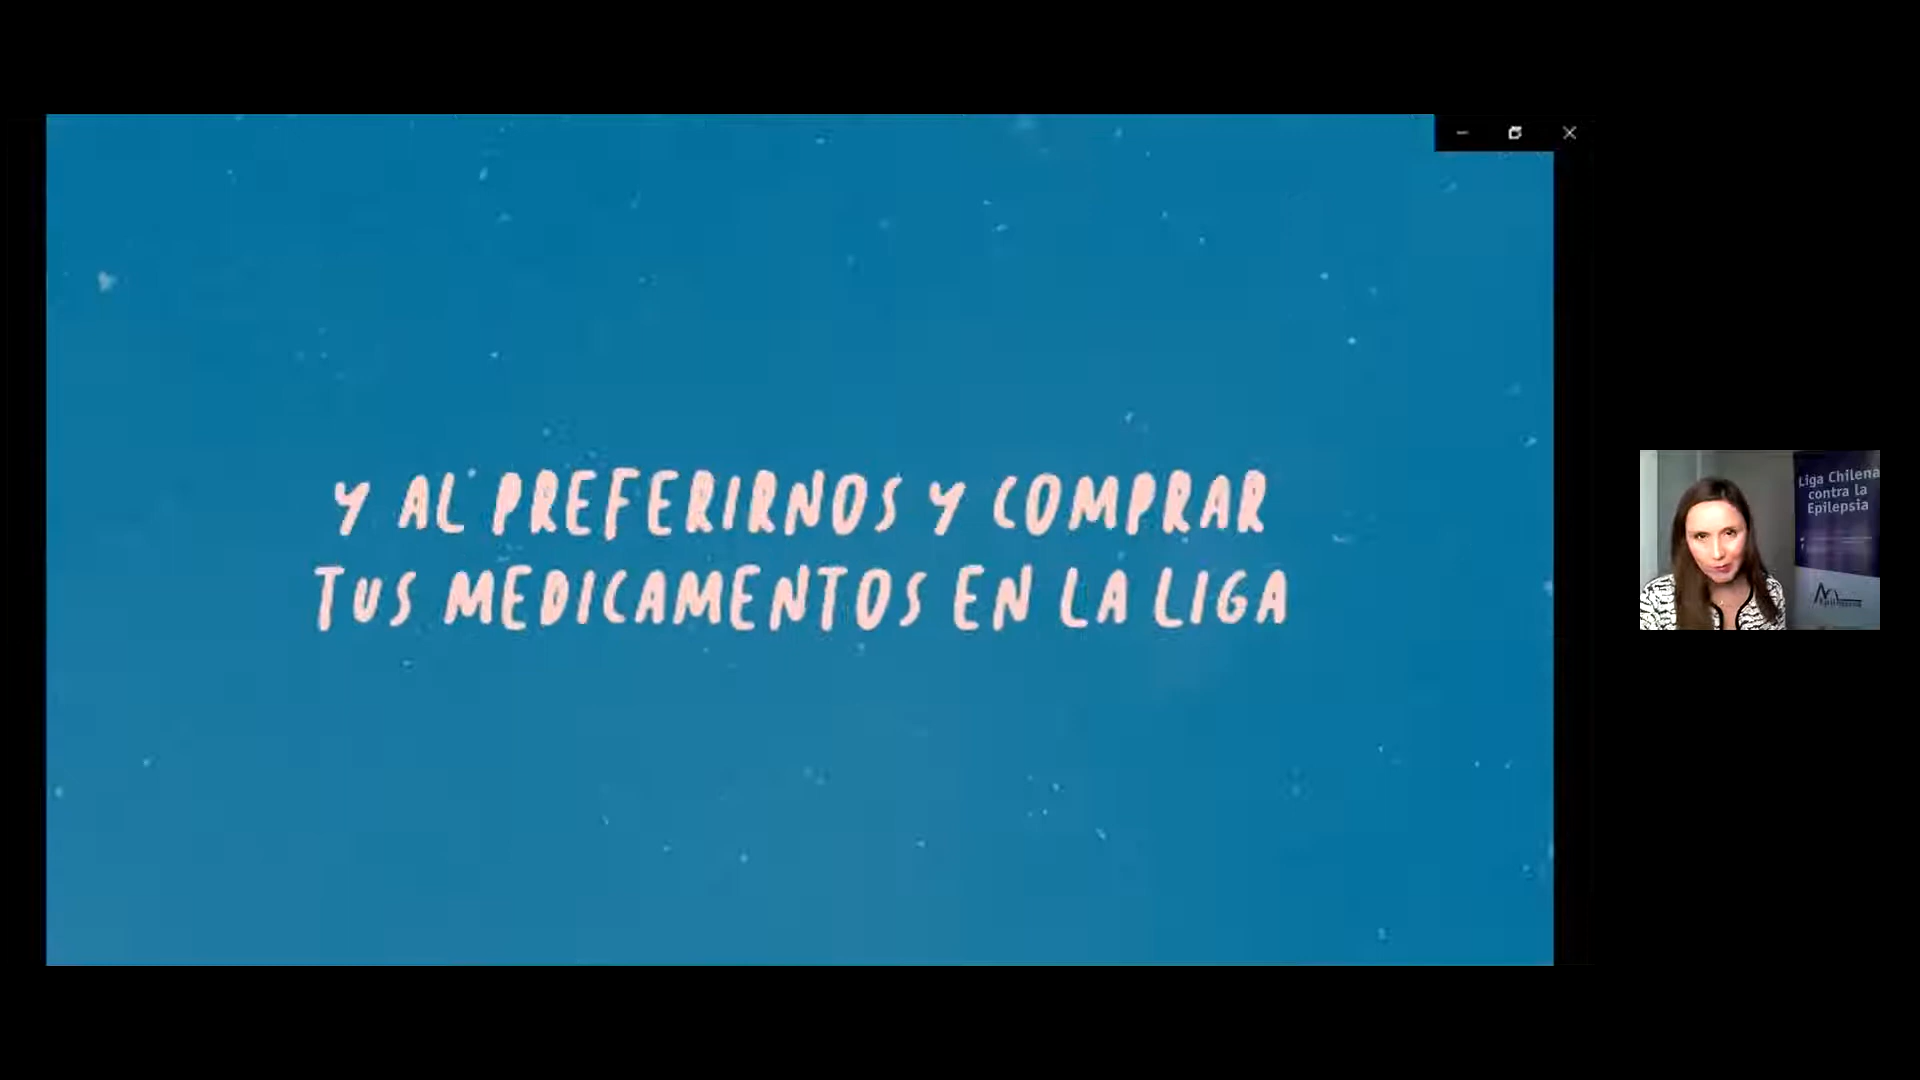 Y AL PREFERIRNOS Y COMPRAR
TUS MEDICAMENTOS EN LA LIGA
Liga Chilena
contra la
Epilepsia